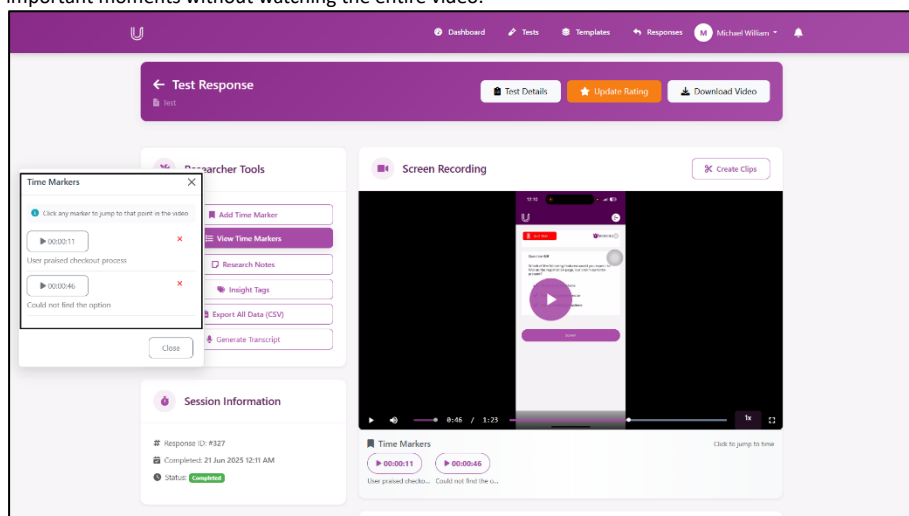 important moments without watching the entire video.
Dashboard Tests Templates Responses M Michael William
Test Response
test
Test Details Update Rating Download Video
Researcher Tools
Screen Recording
Create Clips
Time Markers
Click any marker to jump to that point in the video
00:00:11
User praised checkout process
00:00:46
Could not find the option
Close
Add Time Marker
View Time Markers
Research Notes
Insight Tags
Export All Data (CSV)
Generate Transcript
12:10
0:46 / 1:23
1x
Session Information
# Response ID: #327
Completed: 21 Jun 2025 12:11 AM
Status: Completed
Time Markers
Click to jump to time
00:00:11 00:00:46
User praised checko... Could not find the o...